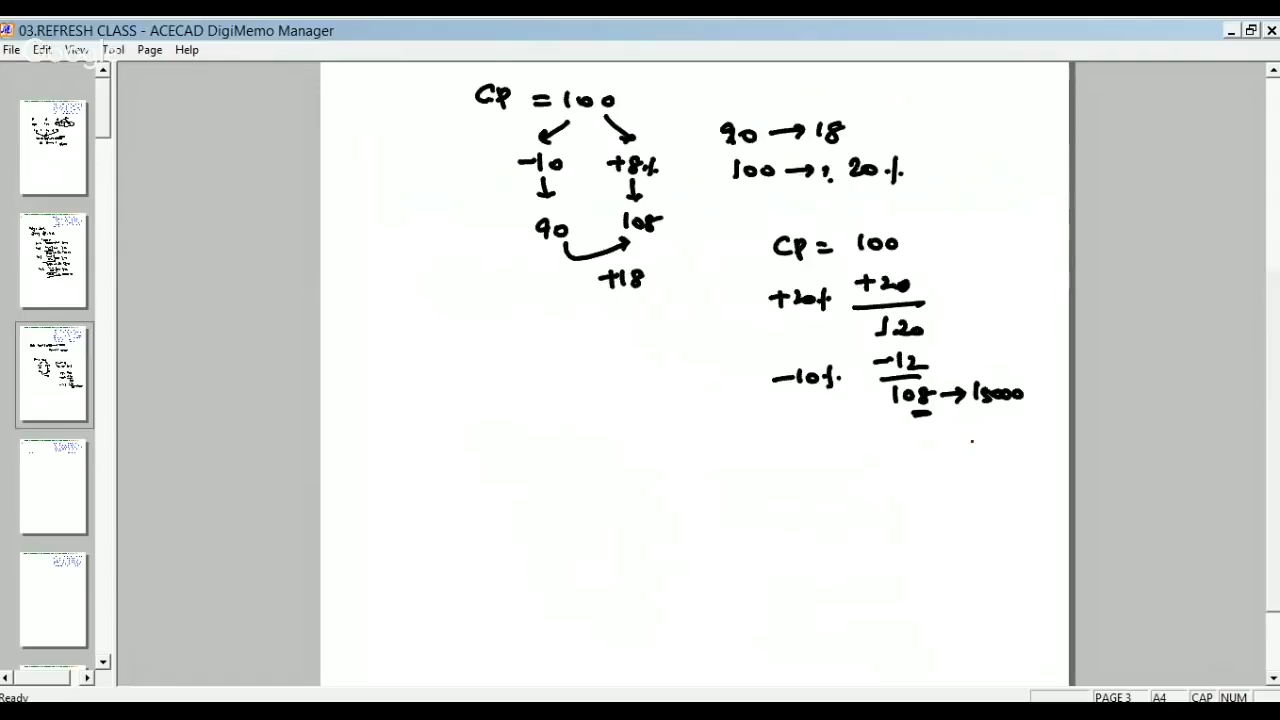 03.REFRESH CLASS - ACECAD DigiMemo Manager
File Edit View Tool Page Help
Google
CP = 100
-10 +8%
90 108
+18
90 → 18
100 → ? 20%
CP = 100
+20% +20
120
-10% -12
108 → 15000
Ready
PAGE 3 A4 CAP NUM